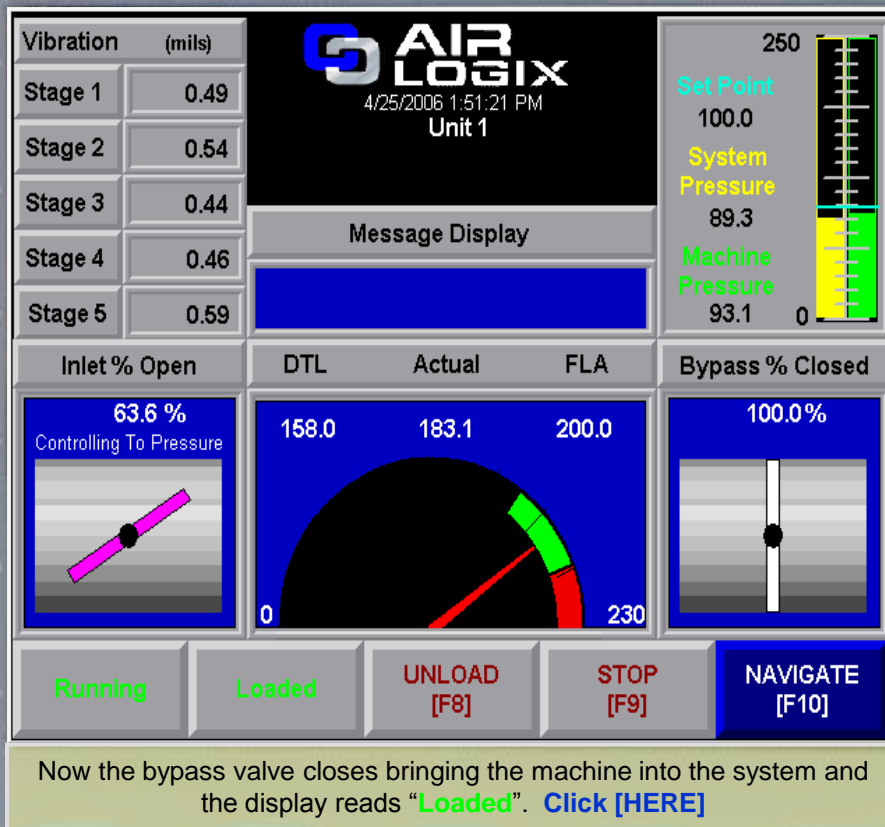 Vibration (mils)
Stage 1 0.49
Stage 2 0.54
Stage 3 0.44
Stage 4 0.46
Stage 5 0.59
AIR
LOGIX
4/25/2006 1:51:21 PM
Unit 1
Message Display
250
Set Point
100.0
System
Pressure
89.3
Machine
Pressure
93.1
0
Inlet % Open
63.6 %
Controlling To Pressure
DTL Actual FLA
158.0 183.1 200.0
0 230
Bypass % Closed
100.0%
Running
Loaded
UNLOAD
[F8]
STOP
[F9]
NAVIGATE
[F10]
Now the bypass valve closes bringing the machine into the system and
the display reads “Loaded”. Click [HERE]